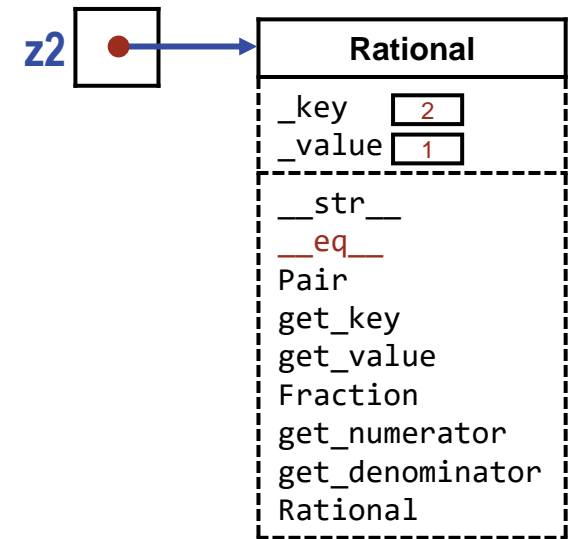 z2
Rational
_key 2
_value 1
__str__
__eq__
Pair
get_key
get_value
Fraction
get_numerator
get_denominator
Rational